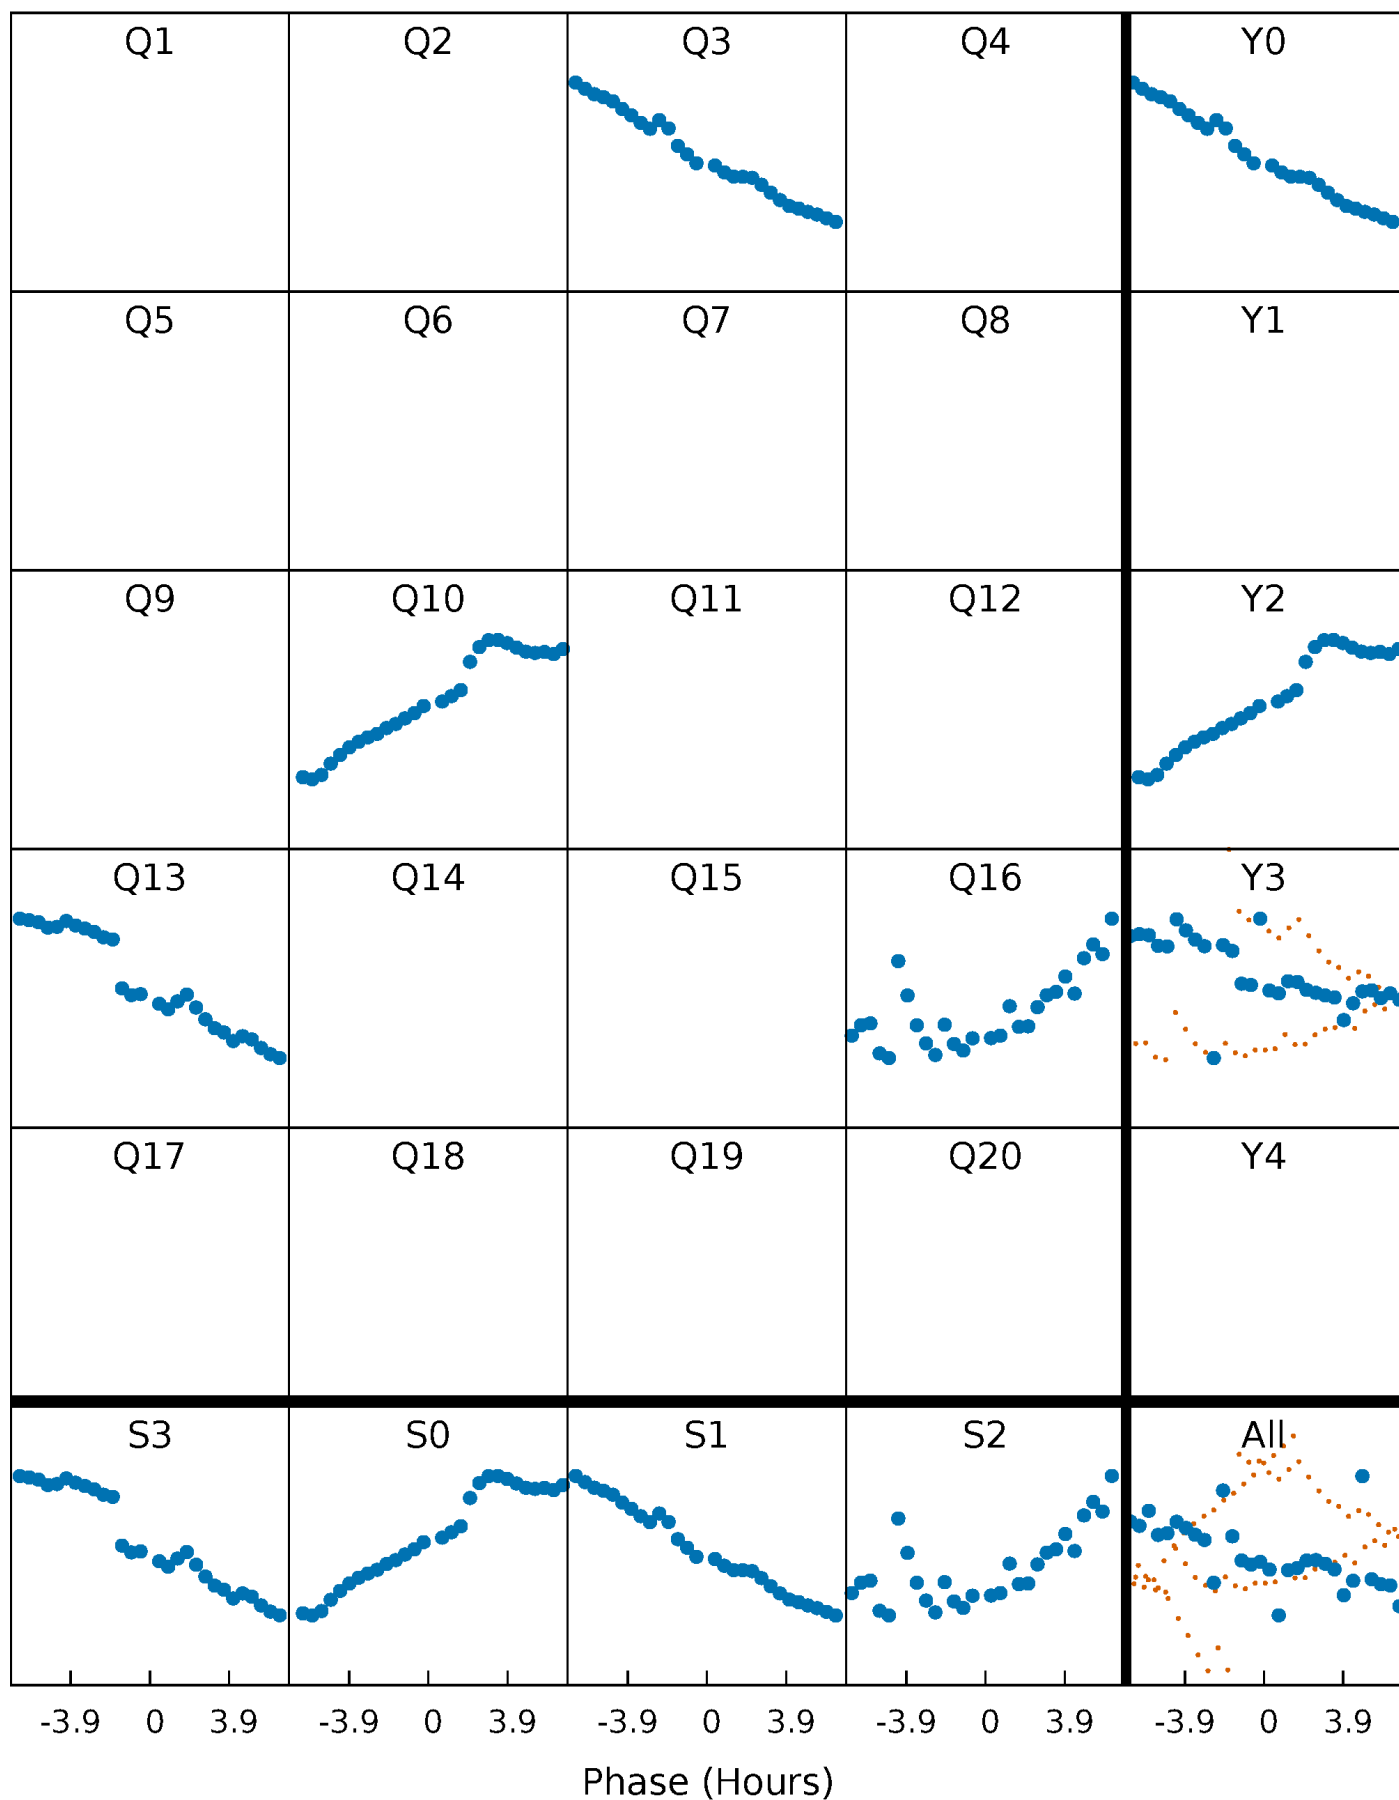 Q1 Q2 Q3 Q4 Y0
Q5 Q6 Q7 Q8 Y1
Q9 Q10 Q11 Q12 Y2
Q13 Q14 Q15 Q16 Y3
Q17 Q18 Q19 Q20 Y4
S3 S0 S1 S2 All
-3.9 0 3.9 -3.9 0 3.9 -3.9 0 3.9 -3.9 0 3.9 -3.9 0 3.9
Phase (Hours)